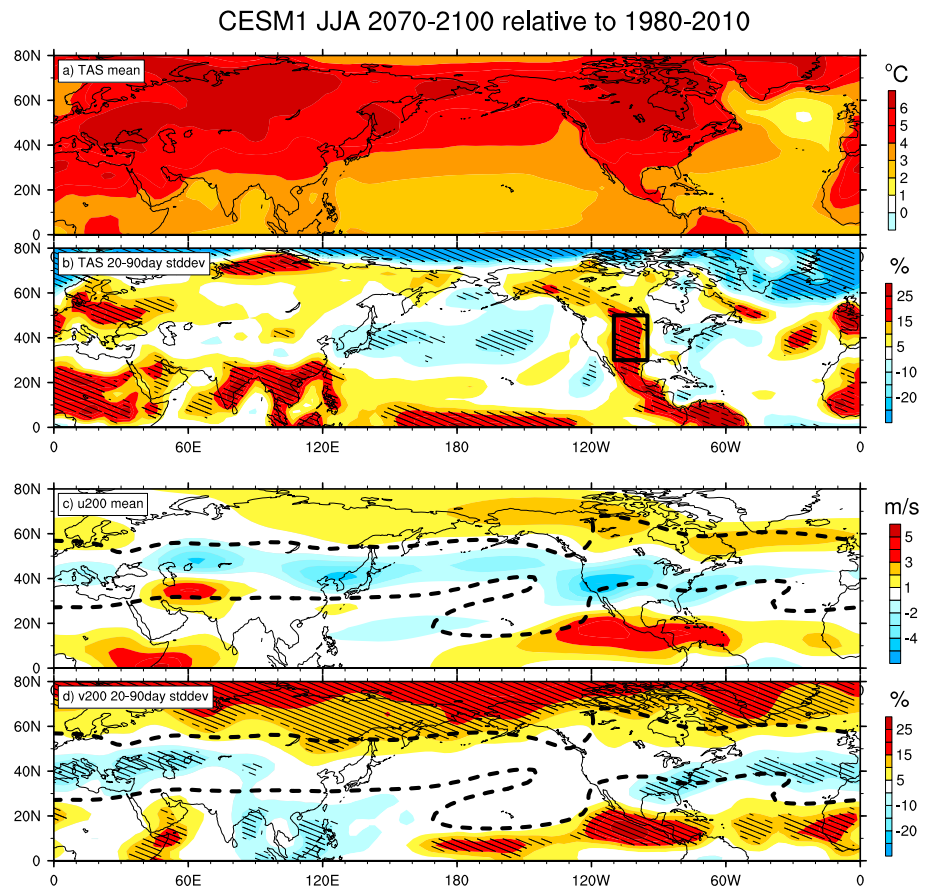 CESM1 JJA 2070-2100 relative to 1980-2010
80N
60N
40N
20N
0
a) TAS mean
°C
6
5
4
3
2
1
0
80N
60N
40N
20N
0
b) TAS 20-90day stddev
0 60E 120E 180 120W 60W 0
%
25
15
5
-10
-20
80N
60N
40N
20N
0
c) u200 mean
m/s
5
3
1
-2
-4
80N
60N
40N
20N
0
d) v200 20-90day stddev
0 60E 120E 180 120W 60W 0
%
25
15
5
-10
-20